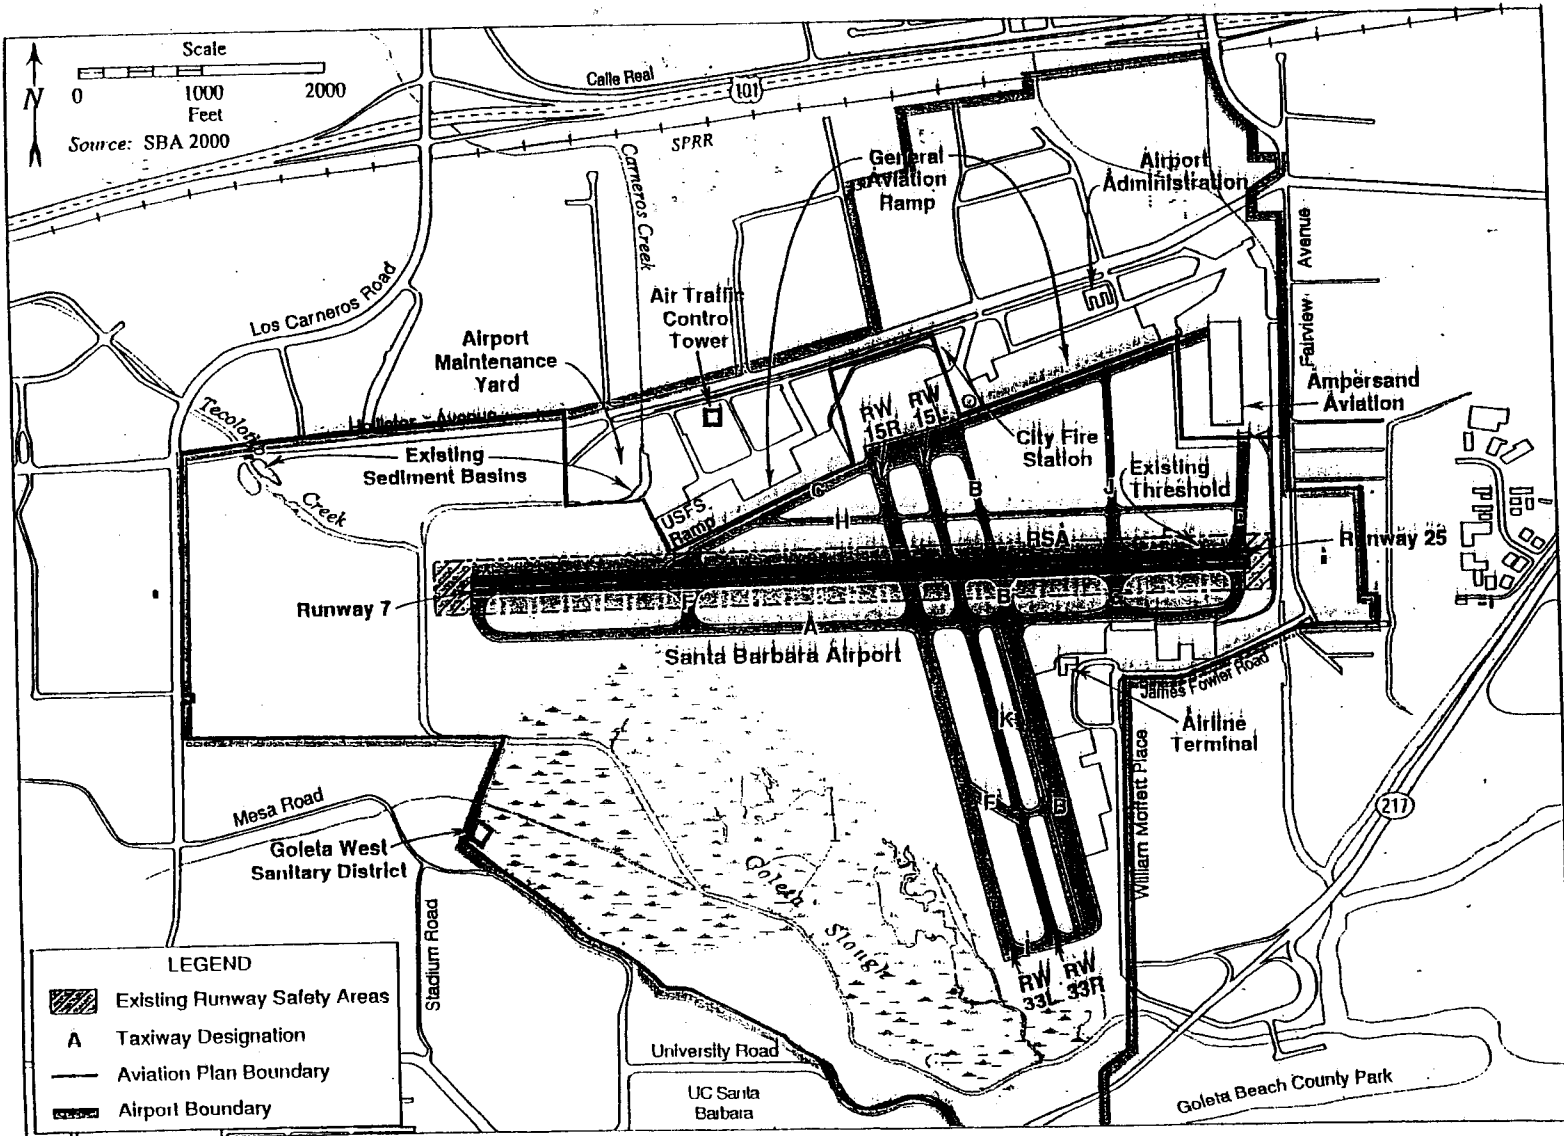 Scale
0 1000 2000
Feet
N
Source: SBA 2000
Calle Real
101
SPRR
Carneros Creek
General
Aviation
Ramp
Airport
Administration
Fairview Avenue
Los Carneros Road
Air Traffic
Control
Tower
Airport
Maintenance
Yard
Ampersand
Aviation
Tecolotito
Creek
Hollister Avenue
Existing
Sediment Basins
RW
15R
RW
15L
City Fire
Station
Existing
Threshold
USFS
Ramp
C
H
B
J
RSA
Runway 25
Runway 7
E
B
A
Santa Barbara Airport
James Fowler Road
K
Airline
Terminal
William Moffett Place
F
B
217
Mesa Road
Goleta West
Sanitary District
Goleta
Slough
Stadium Road
RW
33L
RW
33R
LEGEND
Existing Runway Safety Areas
A Taxiway Designation
Aviation Plan Boundary
Airport Boundary
University Road
UC Santa
Barbara
Goleta Beach County Park